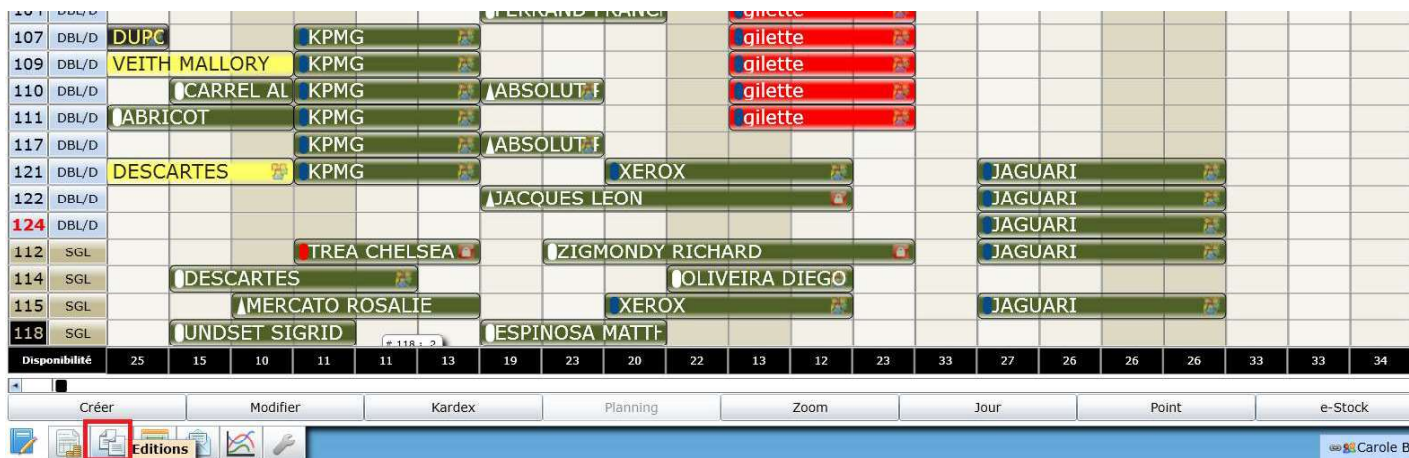 107 DBL/D DUPC KPMG gilette
109 DBL/D VEITH MALLORY KPMG gilette
110 DBL/D CARREL AL KPMG ABSOLUT gilette
111 DBL/D ABRICOT KPMG gilette
117 DBL/D KPMG ABSOLUT
121 DBL/D DESCARTES KPMG XEROX JAGUARI
122 DBL/D JACQUES LEON JAGUARI
124 DBL/D JAGUARI
112 SGL TREA CHELSEA ZIGMONDY RICHARD JAGUARI
114 SGL DESCARTES OLIVEIRA DIEGO
115 SGL MERCATO ROSALIE XEROX JAGUARI
118 SGL UNDSET SIGRID ESPINOSA MATTH
Disponibilité 25 15 10 11 11 13 19 23 20 22 13 12 23 33 27 26 26 26 33 33 34
Créer Modifier Kardex Planning Zoom Jour Point e-Stock
Editions Carole B